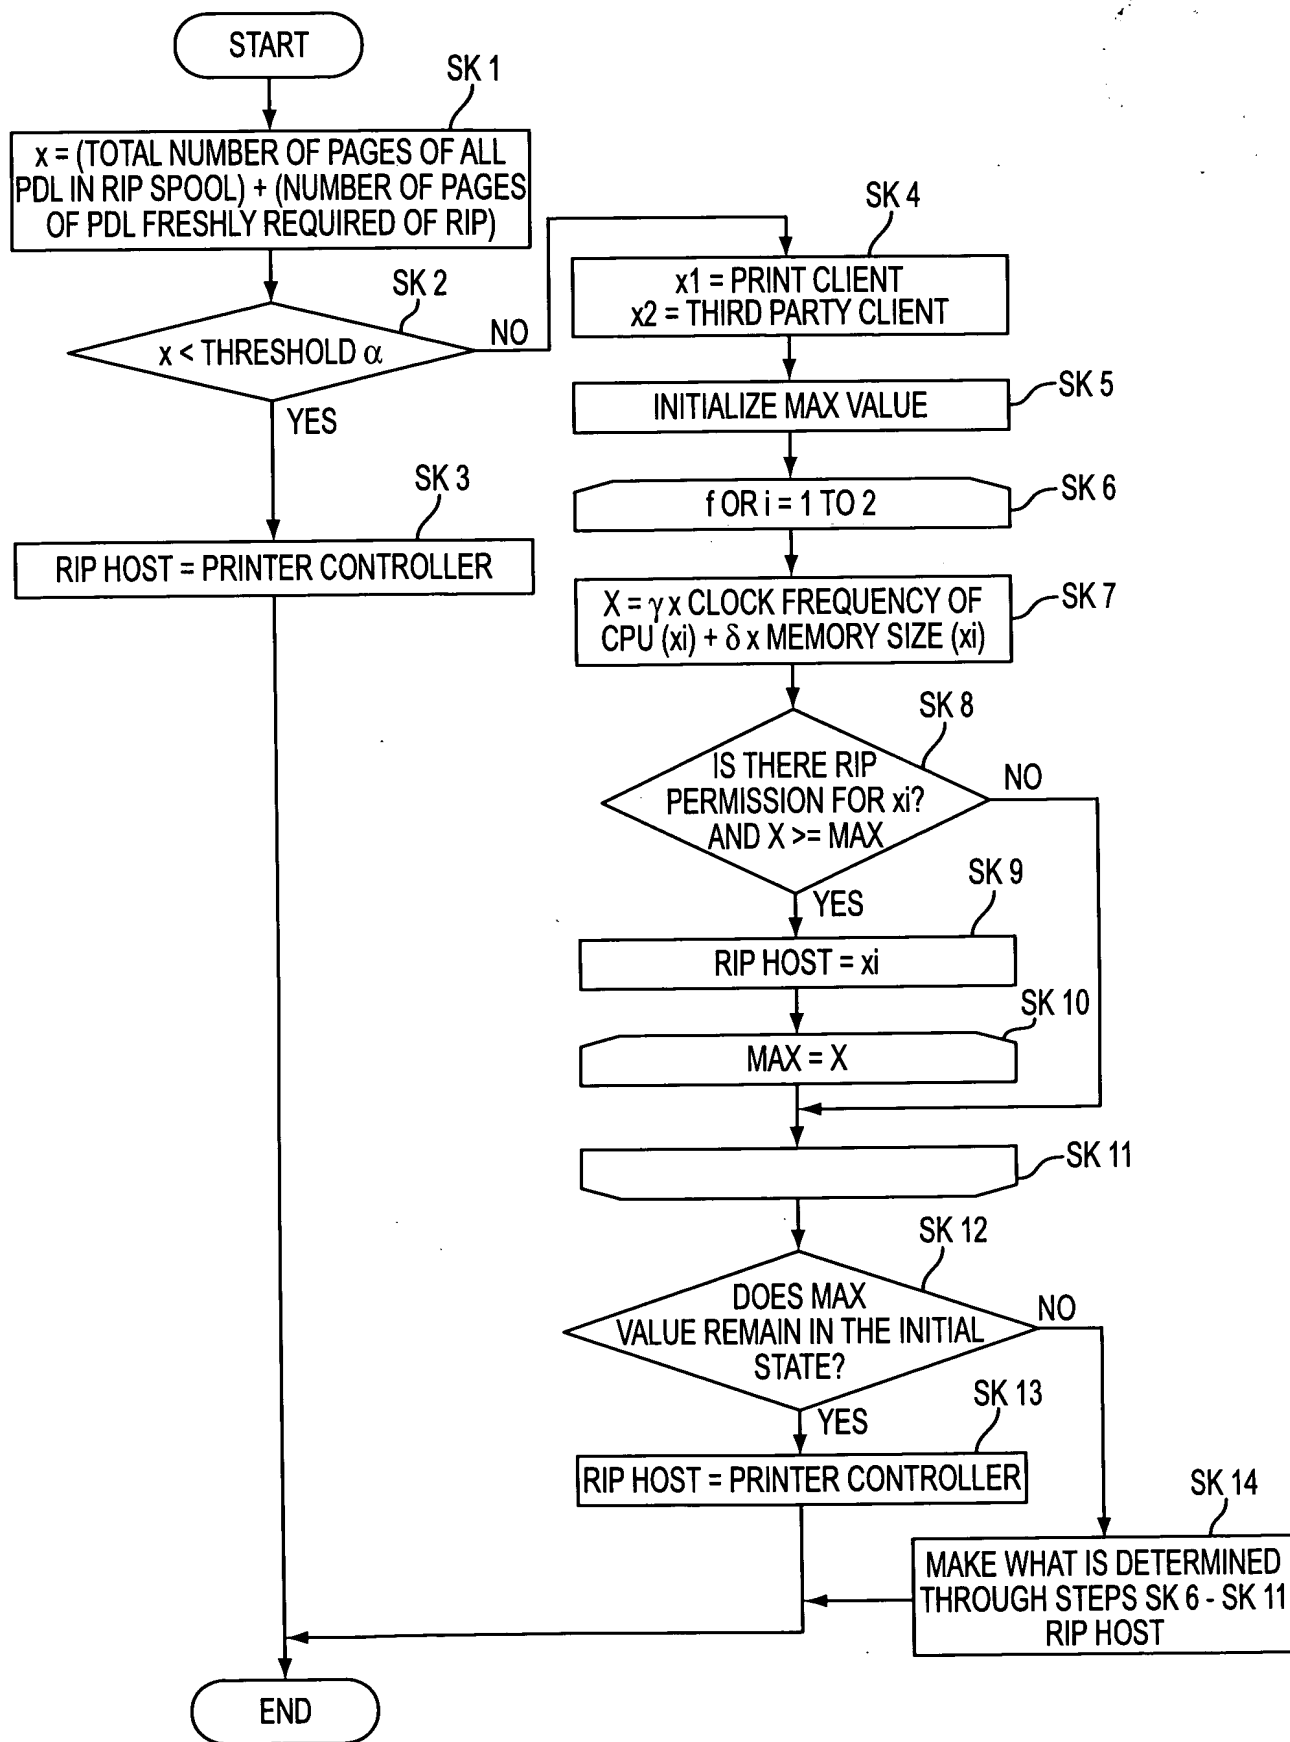 START
SK 1
x = (TOTAL NUMBER OF PAGES OF ALL
PDL IN RIP SPOOL) + (NUMBER OF PAGES
OF PDL FRESHLY REQUIRED OF RIP)
SK 2
x < THRESHOLD α
NO
YES
SK 3
RIP HOST = PRINTER CONTROLLER
SK 4
x1 = PRINT CLIENT
x2 = THIRD PARTY CLIENT
INITIALIZE MAX VALUE
SK 5
f OR i = 1 TO 2
SK 6
X = γ x CLOCK FREQUENCY OF
CPU (xi) + δ x MEMORY SIZE (xi)
SK 7
SK 8
IS THERE RIP
PERMISSION FOR xi?
AND X >= MAX
NO
YES
SK 9
RIP HOST = xi
SK 10
MAX = X
SK 11
SK 12
DOES MAX
VALUE REMAIN IN THE INITIAL
STATE?
NO
YES
SK 13
RIP HOST = PRINTER CONTROLLER
SK 14
MAKE WHAT IS DETERMINED
THROUGH STEPS SK 6 - SK 11
RIP HOST
END